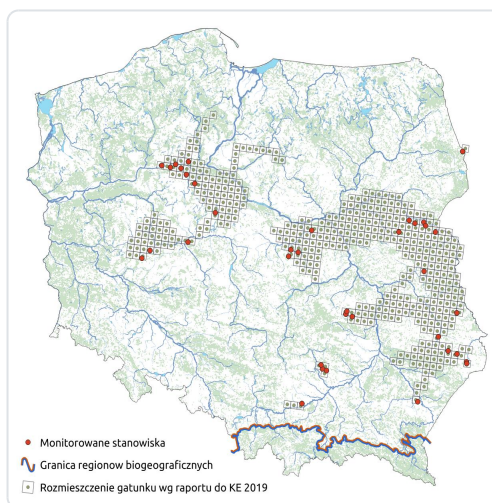 Monitorowane stanowiska
Granica regionow biogeograficznych
Rozmieszczenie gatunku wg raportu do KE 2019